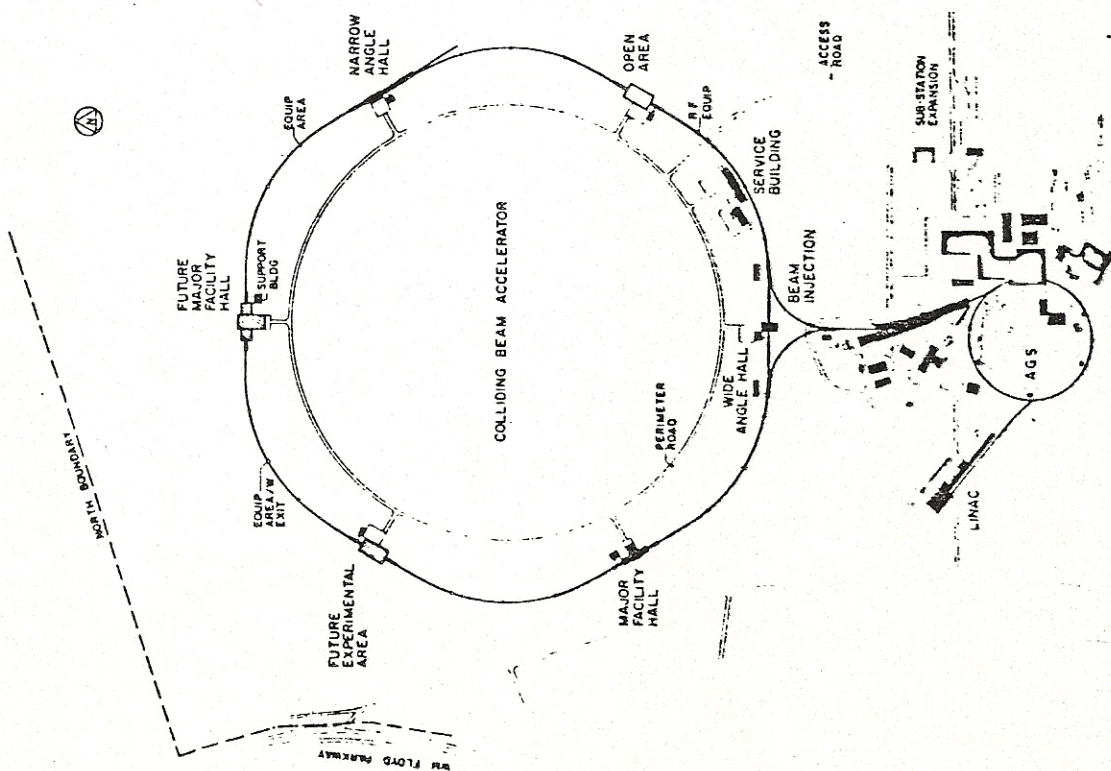 N
NORTH BOUNDARY
WM FLOYD PARKWAY
FUTURE
MAJOR
FACILITY
HALL
SUPPORT
BLDG
EQUIP
AREA
NARROW
ANGLE
HALL
EQUIP
AREA/W
EXIT
FUTURE
EXPERIMENTAL
AREA
COLLIDING BEAM ACCELERATOR
OPEN
AREA
R F
EQUIP
ACCESS
ROAD
PERIMETER
ROAD
MAJOR
FACILITY
HALL
WIDE
ANGLE HALL
SERVICE
BUILDING
BEAM
INJECTION
SUB-STATION
EXPANSION
LINAC
AGS